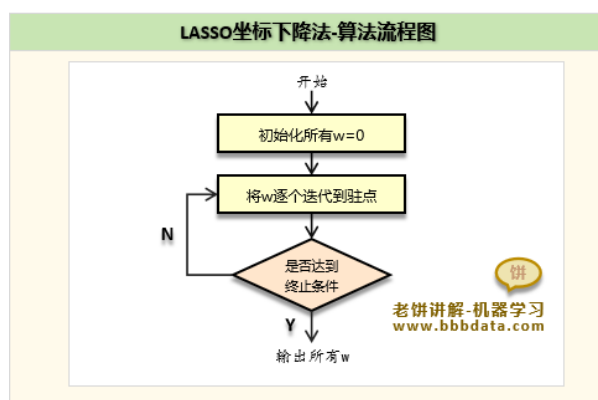 LASSO坐标下降法-算法流程图
开始
初始化所有w=0
将w逐个迭代到驻点
N
是否达到
终止条件
饼
老饼讲解-机器学习
www.bbbdata.com
Y
输出所有w